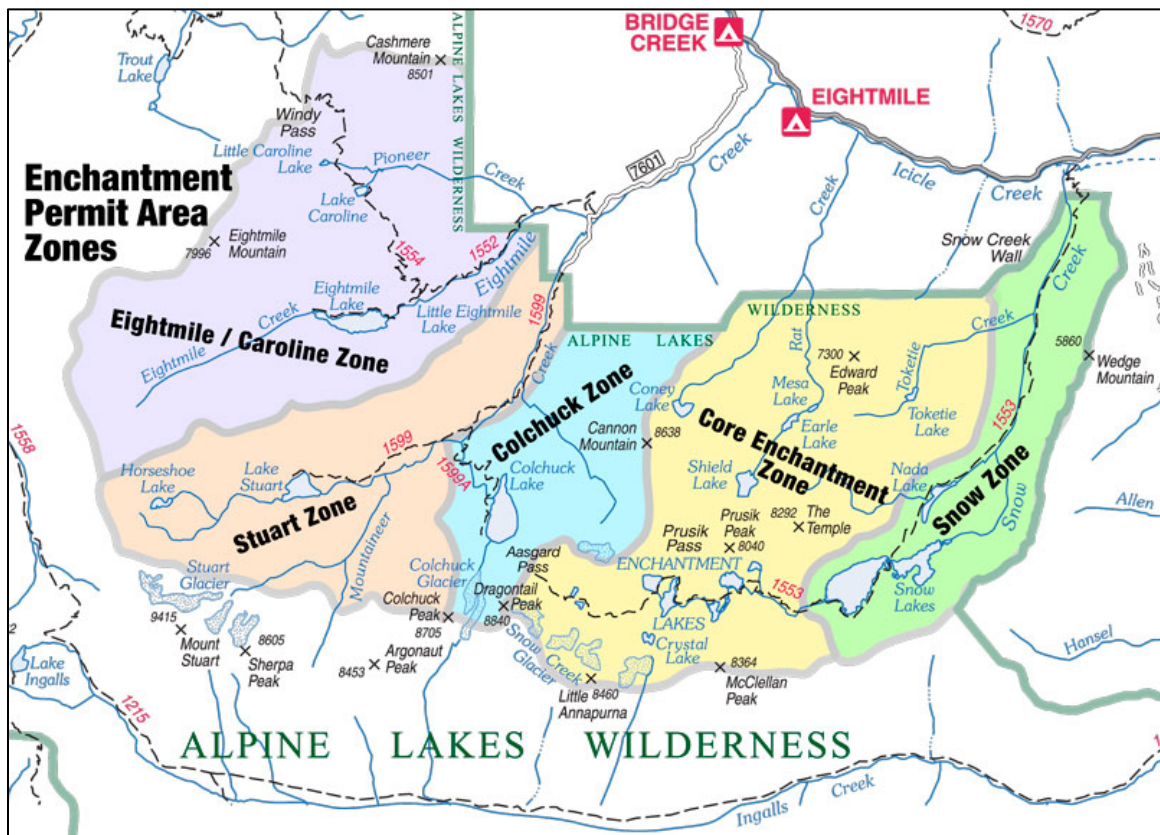 BRIDGE
CREEK
1570
Cashmere
Mountain
8501
ALPINE LAKES WILDERNESS
Trout
Lake
EIGHTMILE
Windy
Pass
Little Caroline
Lake
Pioneer
Creek
7601
Creek
Icicle
Creek
Enchantment
Permit Area
Zones
Lake
Caroline
Creek
Eightmile
Mountain
7996
1554
1552
Eightmile
Snow Creek
Wall
Creek
Eightmile
Lake
Little Eightmile
Lake
1599
Creek
Eightmile
Creek
Eightmile / Caroline Zone
ALPINE LAKES
WILDERNESS
Creek
5860
Wedge
Mountain
Colchuck Zone
Coney
Lake
Rat
Mesa
Lake
7300
Edward
Peak
Toketie
Toketie
Lake
1553
1558
Cannon
Mountain
8638
Earle
Lake
Core Enchantment
Zone
1599
1599A
Horseshoe
Lake
Lake
Stuart
Colchuck
Lake
Shield
Lake
Nada
Lake
Snow Zone
Snow
Allen
Stuart Zone
Mountaineer
Prusik
Pass
Prusik
Peak
8040
8292
The
Temple
Stuart
Glacier
Colchuck
Glacier
Aasgard
Pass
ENCHANTMENT
LAKES
1553
Snow
Lakes
Colchuck
Peak
8705
Dragontail
Peak
8840
Snow Creek
Glacier
Crystal
Lake
9415
Mount
Stuart
8605
Sherpa
Peak
8453
Argonaut
Peak
Little
Annapurna
8460
8364
McClellan
Peak
Hansel
2
Lake
Ingalls
1215
ALPINE LAKES WILDERNESS
Ingalls
Creek